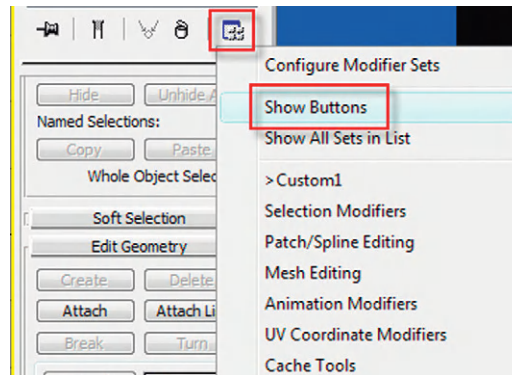 Configure Modifier Sets
Show Buttons
Show All Sets in List
>Custom1
Selection Modifiers
Patch/Spline Editing
Mesh Editing
Animation Modifiers
UV Coordinate Modifiers
Cache Tools
Hide Unhide A
Named Selections:
Copy Paste
Whole Object Selec
Soft Selection
Edit Geometry
Create Delete
Attach Attach Li
Break Turn